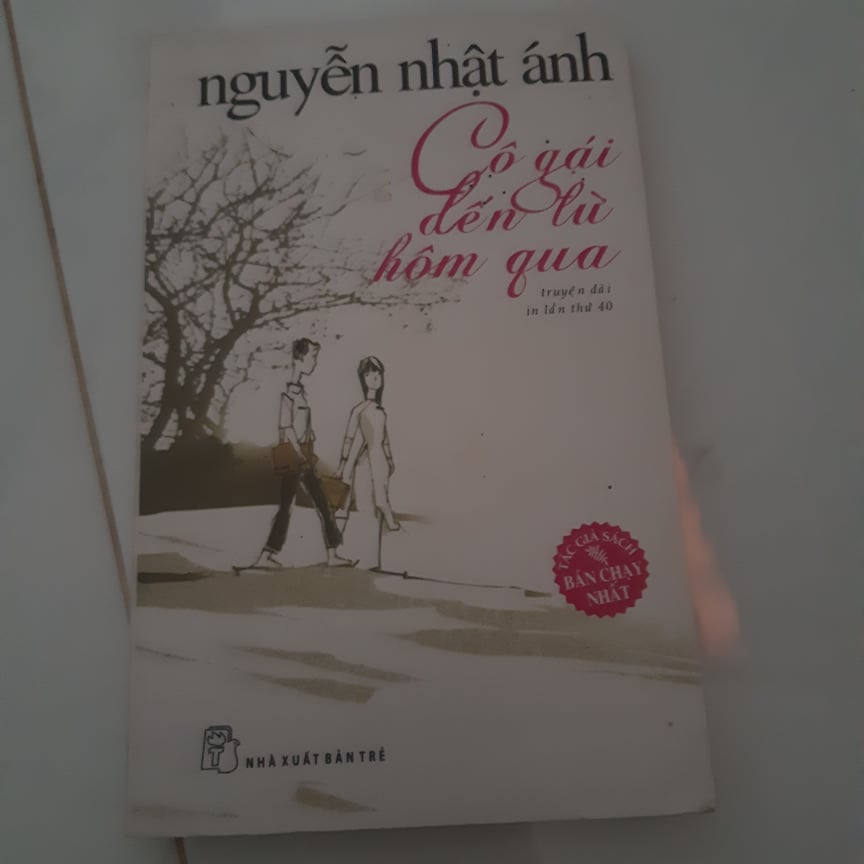 nguyễn nhật ánh
Cô gái
đến từ
hôm qua
truyện dài
in lần thứ 40
TÁC GIẢ SÁCH
BÁN CHẠY
NHẤT
T
NHÀ XUẤT BẢN TRẺ